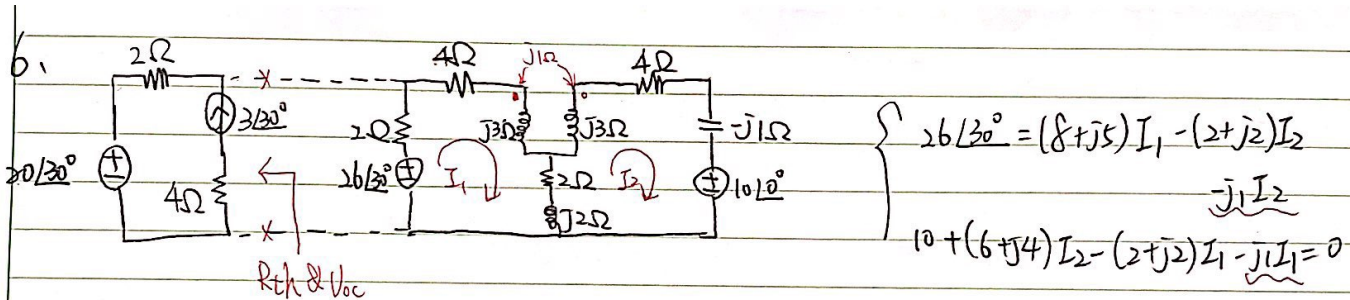 6.
2Ω
4Ω
j1Ω
4Ω
3∠30°
2Ω
j3Ω
j3Ω
-j1Ω
20∠30°
4Ω
26∠30°
I₁
2Ω
I₂
10∠0°
j2Ω
Rth & Uoc
26∠30° = (8+j5) I₁ - (2+j2)I₂
-j1I₂
10 + (6+j4)I₂ - (2+j2)I₁ - j1I₁ = 0